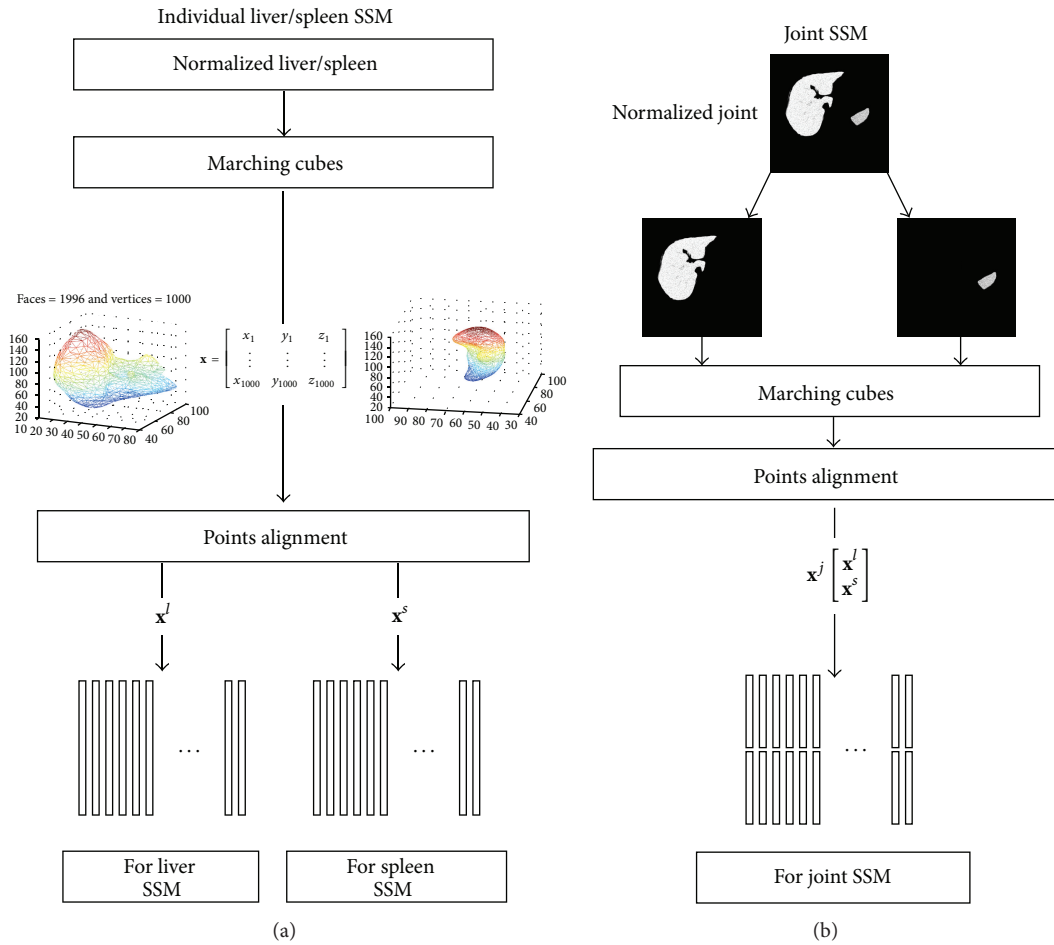 Individual liver/spleen SSM
Normalized liver/spleen
Marching cubes
Faces = 1996 and vertices = 1000
160
140
120
100
80
60
40
20
10 20 30 40 50 60 70 80
40
60
80
100
x =
x1 y1 z1
⋮ ⋮ ⋮
x1000 y1000 z1000
160
140
120
100
80
60
40
20
100 90 80 70 60 50 40 30
40
60
80
100
Points alignment
x^l
x^s
...
...
For liver
SSM
For spleen
SSM
(a)
Joint SSM
Normalized joint
Marching cubes
Points alignment
x^j [x^l
x^s]
...
For joint SSM
(b)